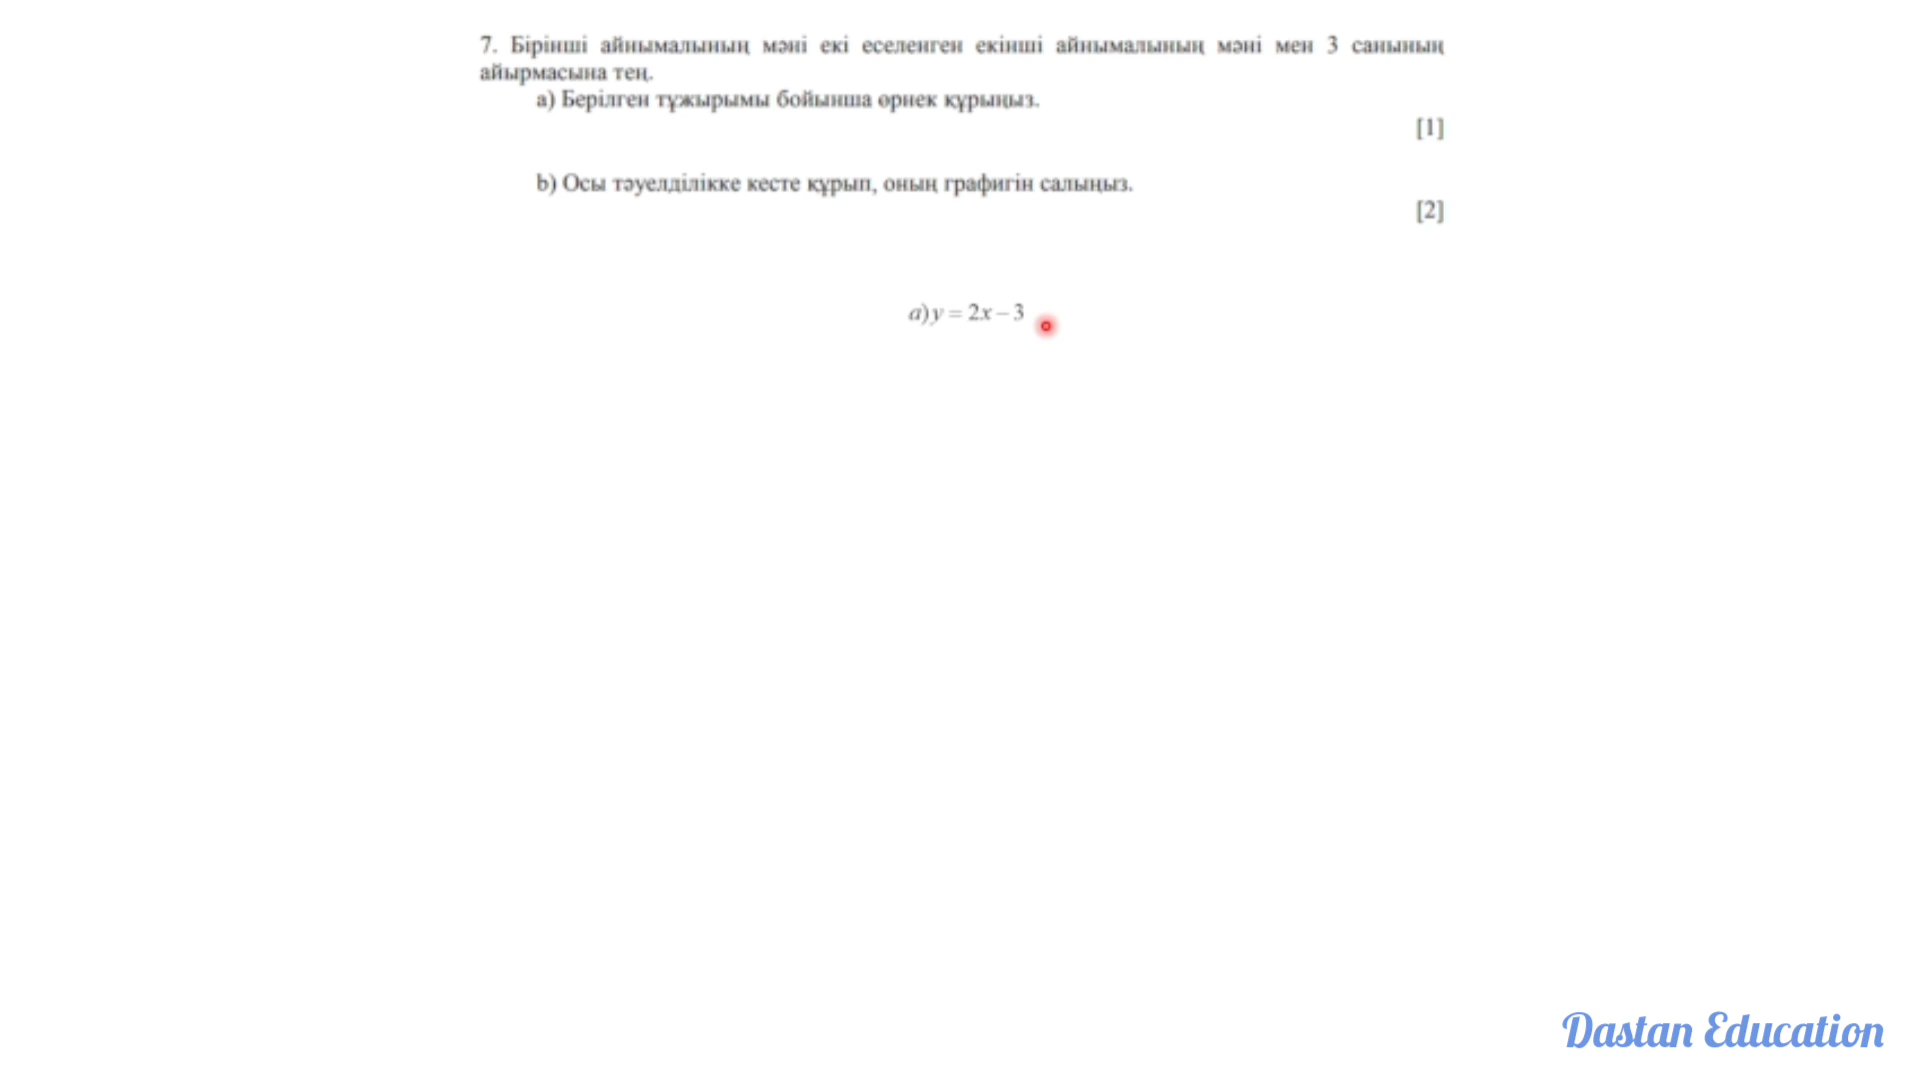 7. Бірінші айнымалының мәні екі еселенген екінші айнымалының мәні мен 3 санының
айырмасына тең.
a) Берілген тұжырымы бойынша өрнек құрыңыз.
[1]
b) Осы тәуелділікке кесте құрып, оның графигін салыңыз.
[2]
a) y = 2x – 3
Dastan Education